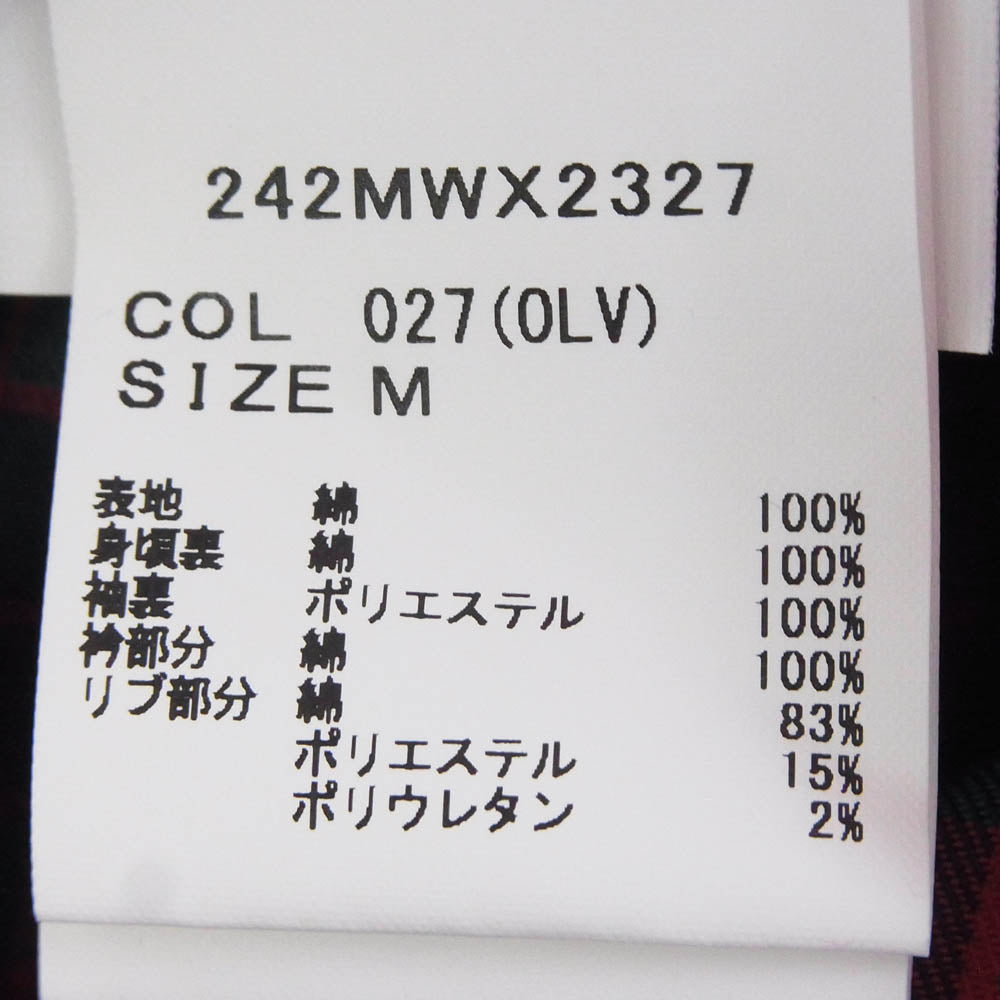 242MWX2327
COL 027(OLV)
SIZE M
表地 綿 100%
身頃裏 綿 100%
袖裏 ポリエステル 100%
衿部分 綿 100%
リブ部分 綿 83%
ポリエステル 15%
ポリウレタン 2%